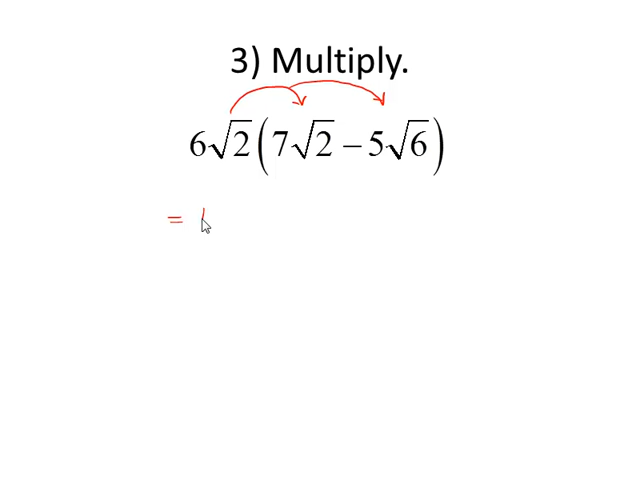 3) Multiply.
6√2(7√2 – 5√6)
=